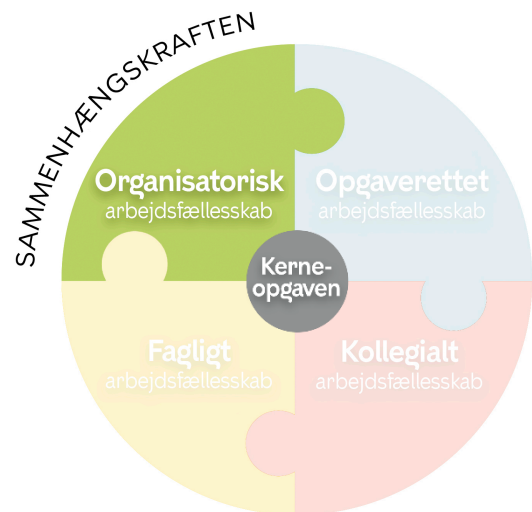 SAMMENHÆNGSKRAFTEN
Organisatorisk
arbejdsfællesskab
Opgaverettet
arbejdsfællesskab
Kerne-
opgaven
Fagligt
arbejdsfællesskab
Kollegialt
arbejdsfællesskab